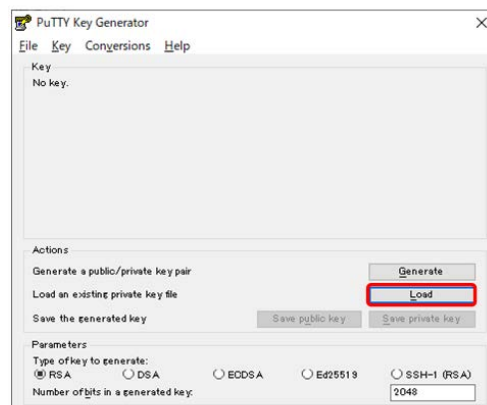 PuTTY Key Generator
File Key Conversions Help
Key
No key.
Actions
Generate a public/private key pair Generate
Load an existing private key file Load
Save the generated key Save public key Save private key
Parameters
Type of key to generate:
RSA DSA ECDSA Ed25519 SSH-1 (RSA)
Number of bits in a generated key: 2048